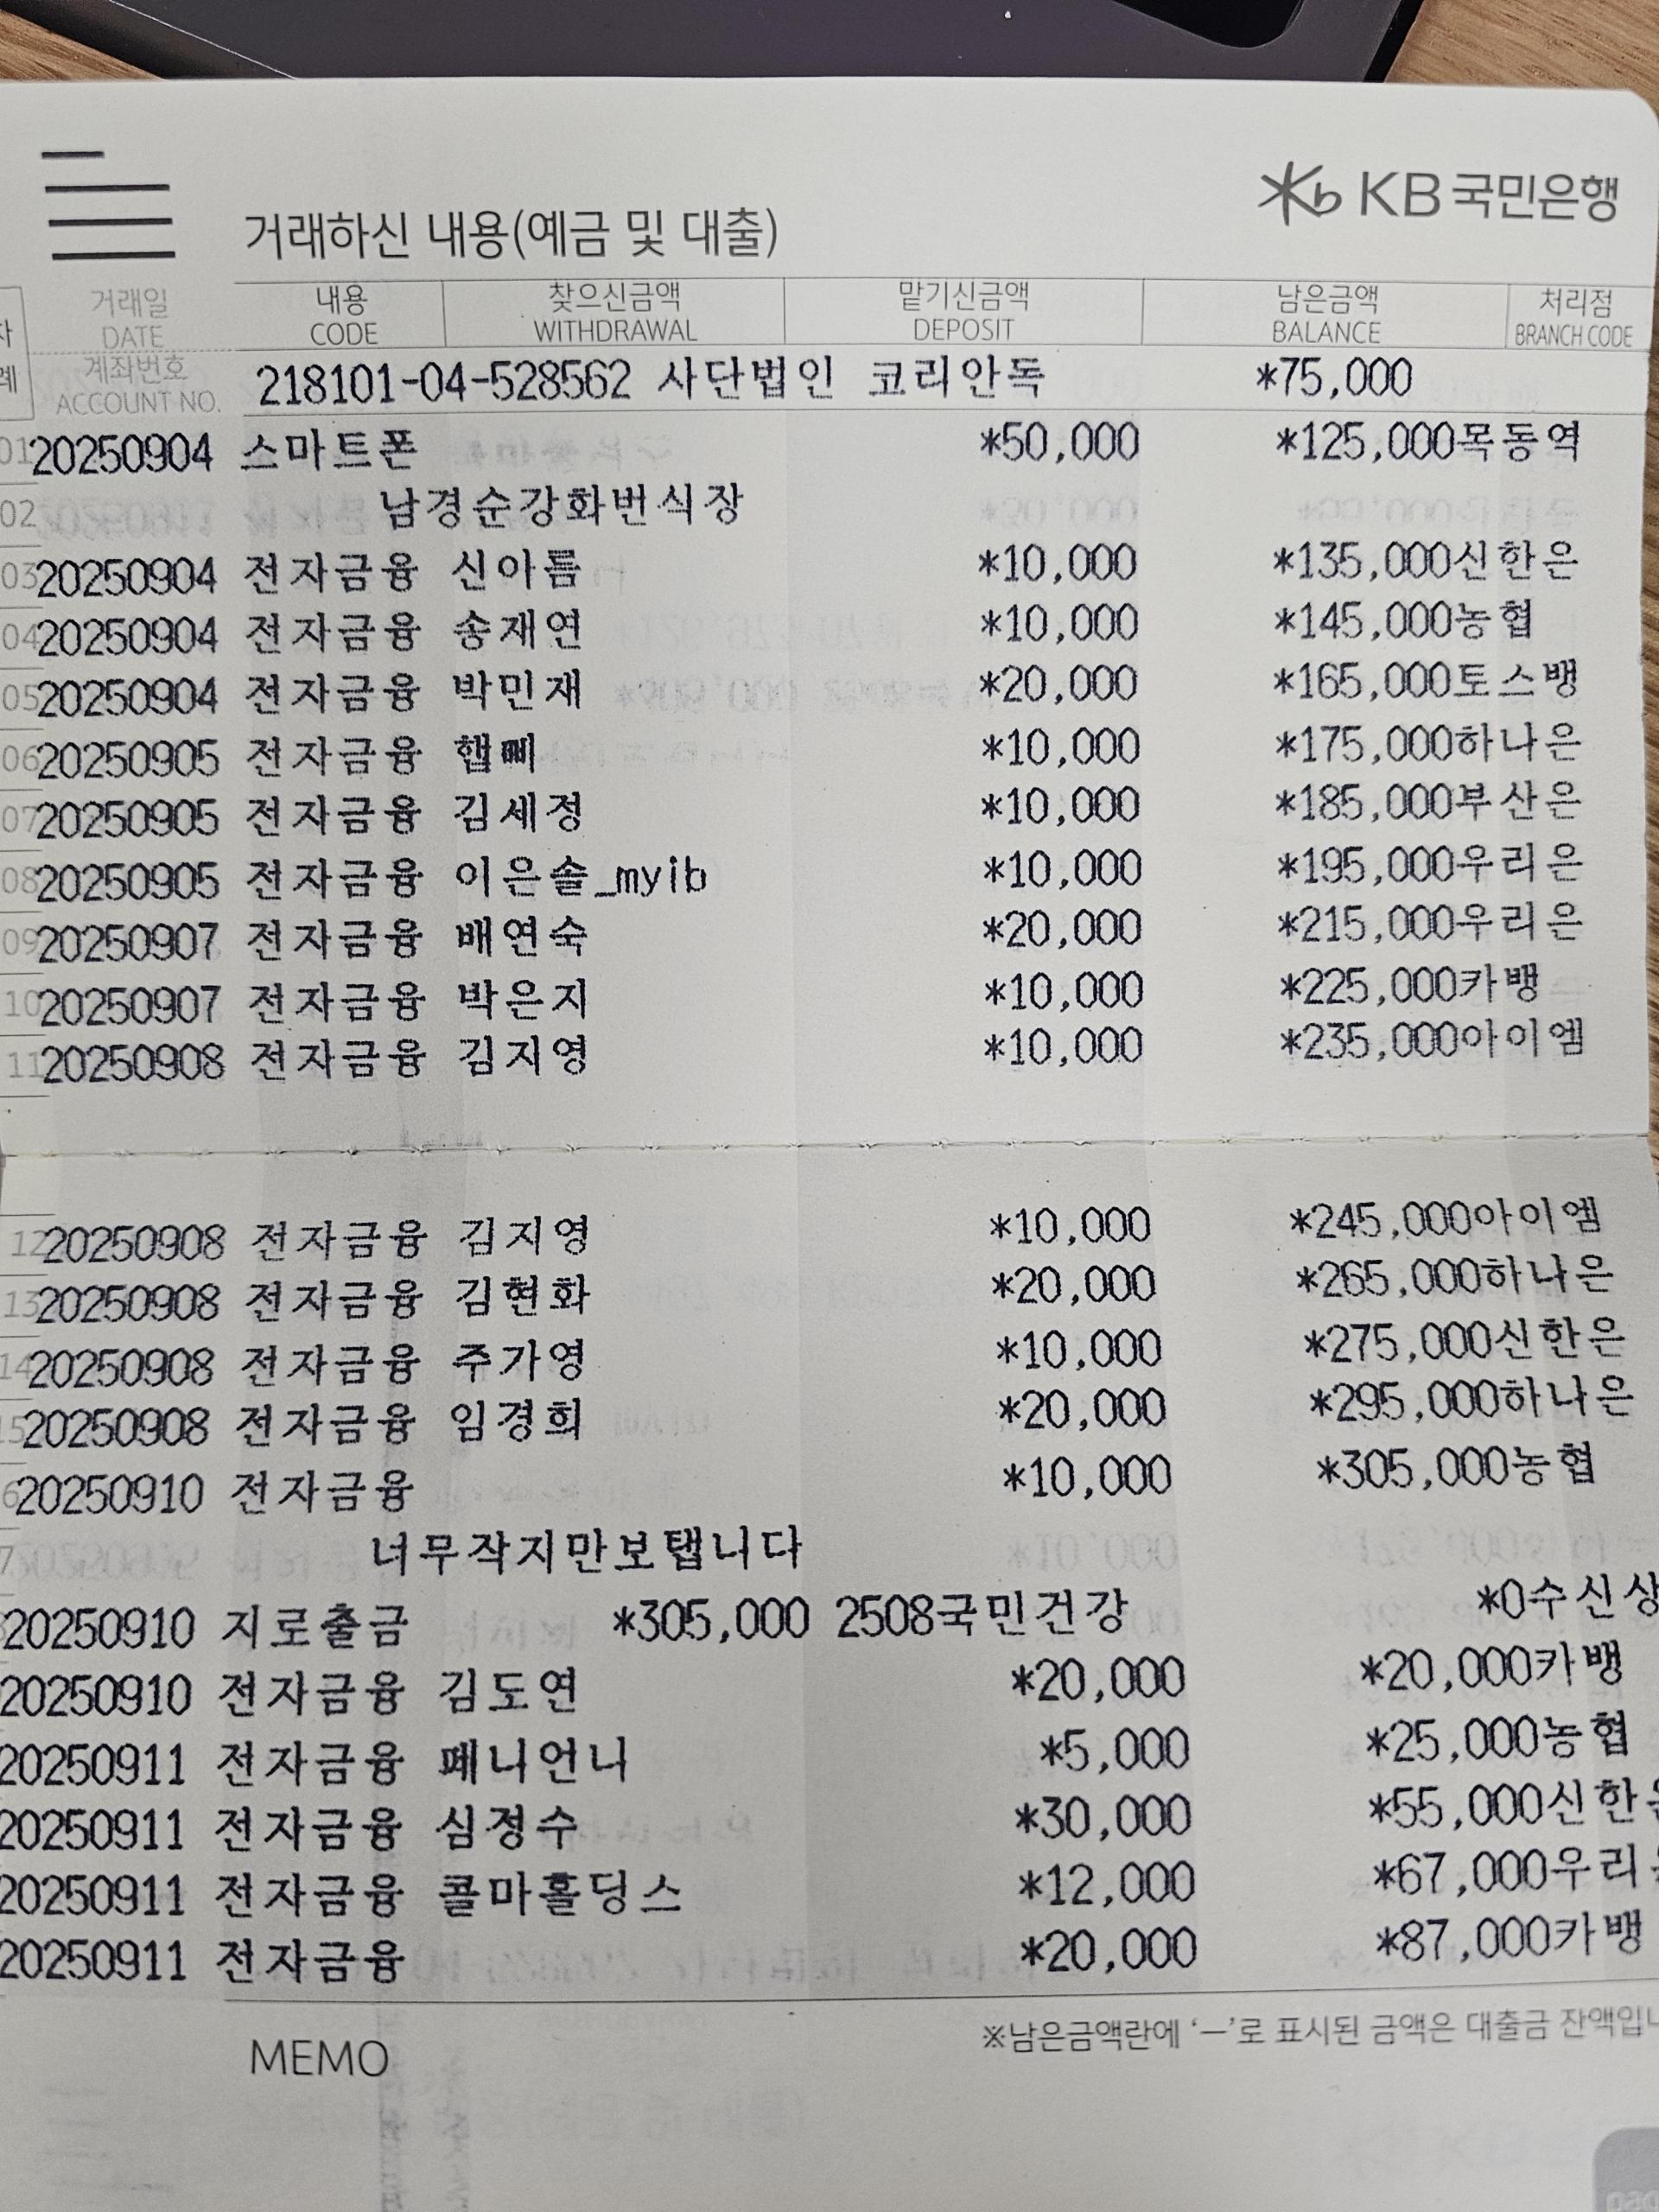 KB국민은행
거래하신 내용(예금 및 대출)
거래일 내용 찾으신금액 맡기신금액 남은금액 처리점
DATE CODE WITHDRAWAL DEPOSIT BALANCE BRANCH CODE
계좌번호
ACCOUNT NO. 218101-04-528562 사단법인 코리안독 *75,000
01 20250904 스마트폰 *50,000 *125,000목동역
02 남경순강화번식장
03 20250904 전자금융 신아름 *10,000 *135,000신한은
04 20250904 전자금융 송재연 *10,000 *145,000농협
05 20250904 전자금융 박민재 *20,000 *165,000토스뱅
06 20250905 전자금융 *10,000 *175,000하나은
07 20250905 전자금융 김세정 *10,000 *185,000부산은
08 20250905 전자금융 이은솔_myib *10,000 *195,000우리은
09 20250907 전자금융 배연숙 *20,000 *215,000우리은
10 20250907 전자금융 박은지 *10,000 *225,000카뱅
11 20250908 전자금융 김지영 *10,000 *235,000아이엠
12 20250908 전자금융 김지영 *10,000 *245,000아이엠
13 20250908 전자금융 김현화 *20,000 *265,000하나은
14 20250908 전자금융 주가영 *10,000 *275,000신한은
5 20250908 전자금융 임경희 *20,000 *295,000하나은
6 20250910 전자금융 *10,000 *305,000농협
7 너무작지만보탭니다
20250910 지로출금 *305,000 2508국민건강 *0수신상
20250910 전자금융 김도연 *20,000 *20,000카뱅
20250911 전자금융 페니언니 *5,000 *25,000농협
20250911 전자금융 심정수 *30,000 *55,000신한은
20250911 전자금융 콜마홀딩스 *12,000 *67,000우리
20250911 전자금융 *20,000 *87,000카뱅
MEMO
※남은금액란에 '—'로 표시된 금액은 대출금 잔액입니